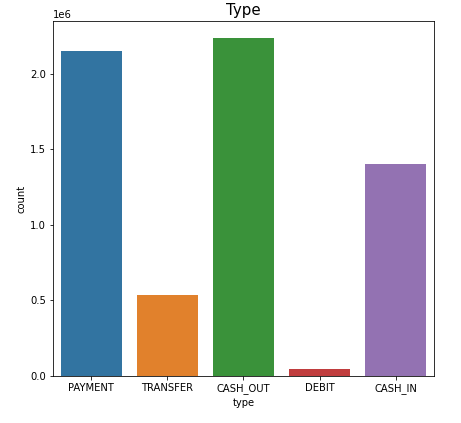 Type
1e6
2.0
1.5
1.0
0.5
0.0
count
PAYMENT TRANSFER CASH_OUT DEBIT CASH_IN
type